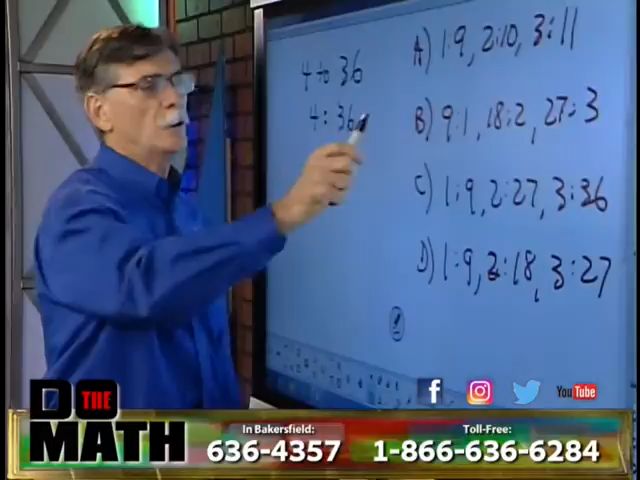 4 to 36
4:36
A) 1:9, 2:10, 3:11
B) 9:1, 18:2, 27:3
C) 1:9, 2:27, 3:36
D) 1:9, 2:18, 3:27
DO THE MATH
In Bakersfield:
636-4357
Toll-Free:
1-866-636-6284
f
YouTube